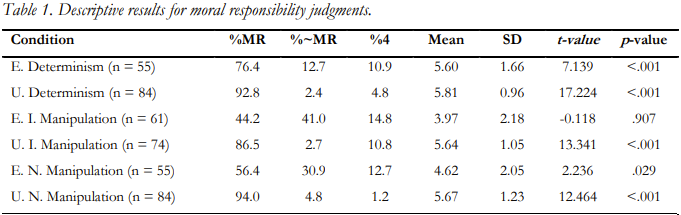 Table 1. Descriptive results for moral responsibility judgments.
Condition %MR %~MR %4 Mean SD t-value p-value
E. Determinism (n = 55) 76.4 12.7 10.9 5.60 1.66 7.139 <.001
U. Determinism (n = 84) 92.8 2.4 4.8 5.81 0.96 17.224 <.001
E. I. Manipulation (n = 61) 44.2 41.0 14.8 3.97 2.18 -0.118 .907
U. I. Manipulation (n = 74) 86.5 2.7 10.8 5.64 1.05 13.341 <.001
E. N. Manipulation (n = 55) 56.4 30.9 12.7 4.62 2.05 2.236 .029
U. N. Manipulation (n = 84) 94.0 4.8 1.2 5.67 1.23 12.464 <.001